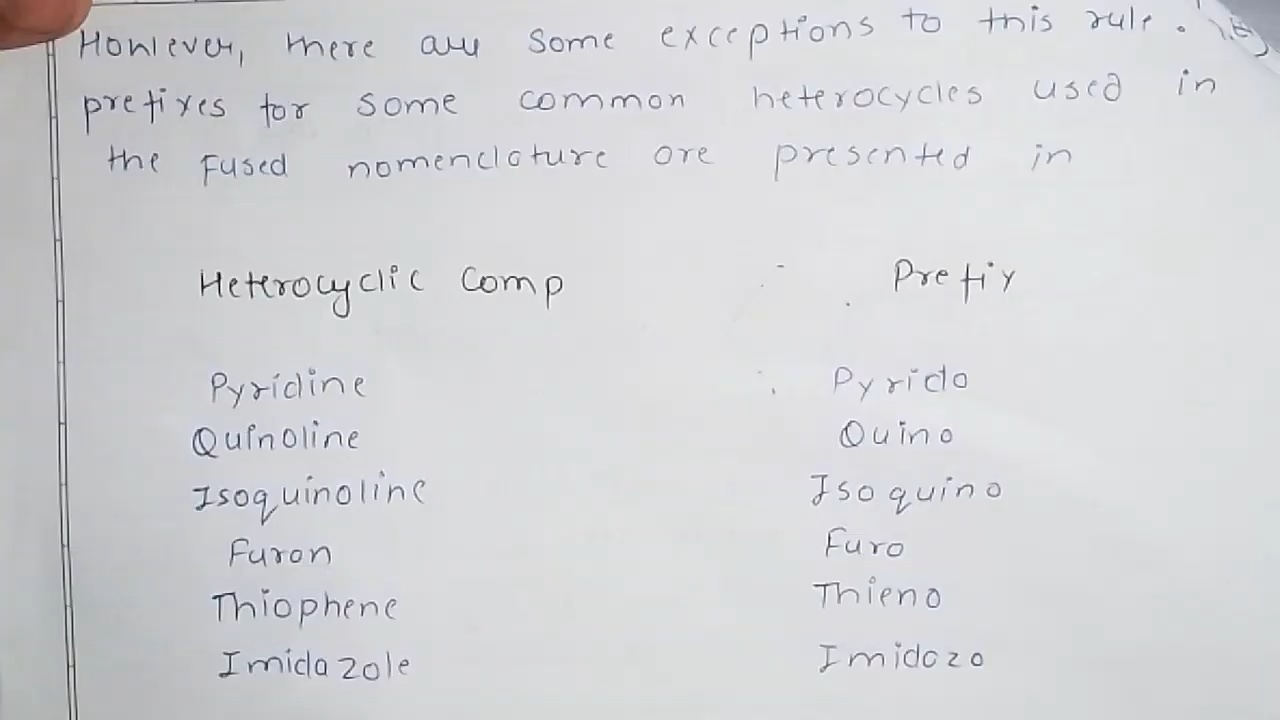 However, there are some exceptions to this rule.
prefixes for some common heterocycles used in
the Fused nomenclature are presented in
Heterocyclic Comp Prefix
Pyridine Pyrido
Quinoline Quino
Isoquinoline Isoquino
Furan Furo
Thiophene Thieno
Imidazole Imidazo